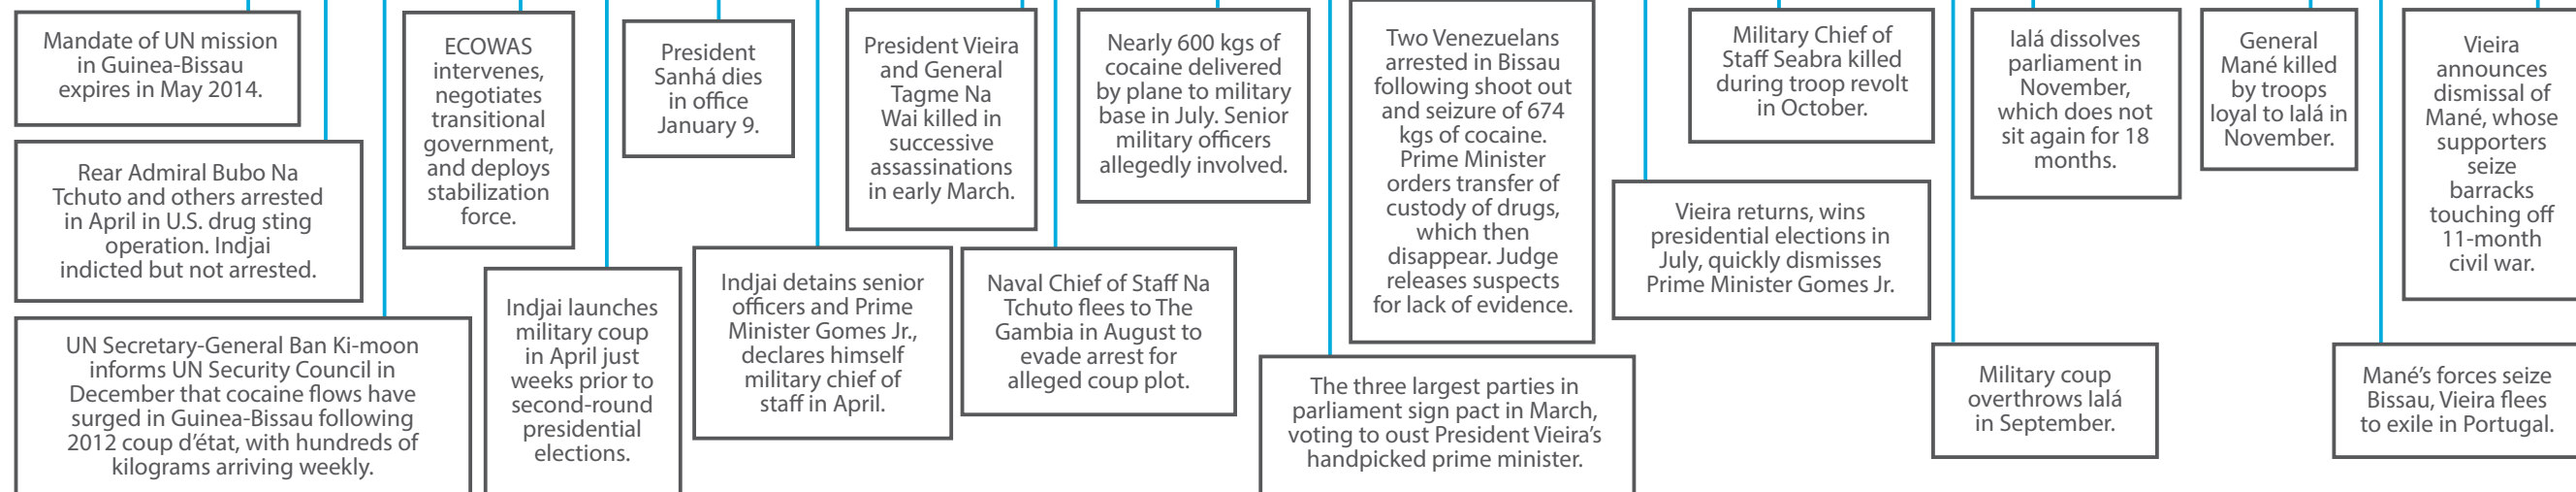 Mandate of UN mission
in Guinea-Bissau
expires in May 2014.
Rear Admiral Bubo Na
Tchuto and others arrested
in April in U.S. drug sting
operation. Indjai
indicted but not arrested.
UN Secretary-General Ban Ki-moon
informs UN Security Council in
December that cocaine flows have
surged in Guinea-Bissau following
2012 coup d’état, with hundreds of
kilograms arriving weekly.
ECOWAS
intervenes,
negotiates
transitional
government,
and deploys
stabilization
force.
Indjai launches
military coup
in April just
weeks prior to
second-round
presidential
elections.
President
Sanhá dies
in office
January 9.
Indjai detains senior
officers and Prime
Minister Gomes Jr.,
declares himself
military chief of
staff in April.
President Vieira
and General
Tagme Na
Wai killed in
successive
assassinations
in early March.
Naval Chief of Staff Na
Tchuto flees to The
Gambia in August to
evade arrest for
alleged coup plot.
Nearly 600 kgs of
cocaine delivered
by plane to military
base in July. Senior
military officers
allegedly involved.
The three largest parties in
parliament sign pact in March,
voting to oust President Vieira’s
handpicked prime minister.
Two Venezuelans
arrested in Bissau
following shoot out
and seizure of 674
kgs of cocaine.
Prime Minister
orders transfer of
custody of drugs,
which then
disappear. Judge
releases suspects
for lack of evidence.
Vieira returns, wins
presidential elections in
July, quickly dismisses
Prime Minister Gomes Jr.
Military Chief of
Staff Seabra killed
during troop revolt
in October.
Military coup
overthrows Ialá
in September.
Ialá dissolves
parliament in
November,
which does not
sit again for 18
months.
General
Mané killed
by troops
loyal to Ialá in
November.
Mané’s forces seize
Bissau, Vieira flees
to exile in Portugal.
Vieira
announces
dismissal of
Mané, whose
supporters
seize
barracks
touching off
11-month
civil war.